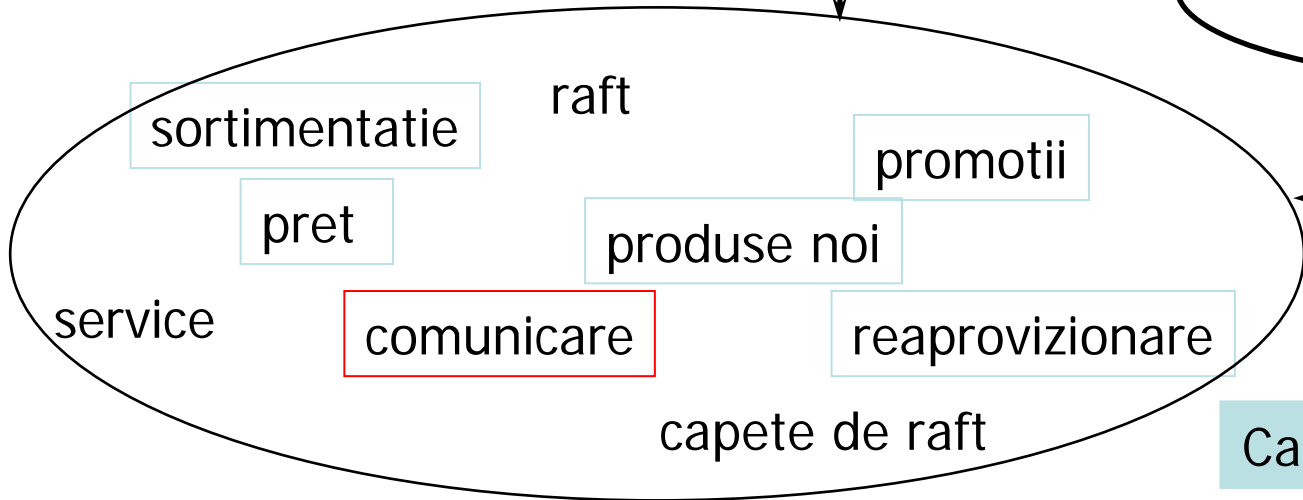 raft
sortimentatie
promotii
pret
produse noi
service
comunicare
reaprovizionare
capete de raft
Ca